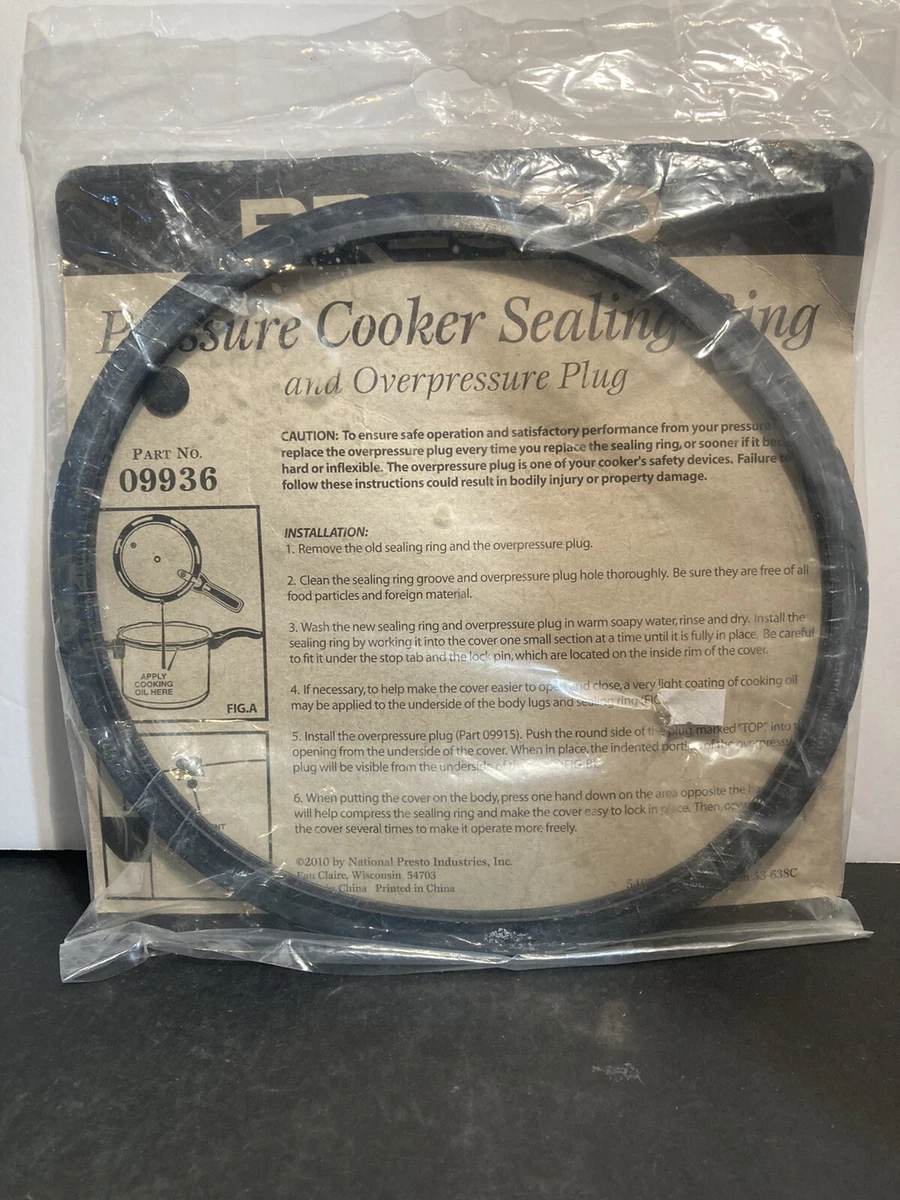 PRESTO
Pressure Cooker Sealing Ring
and Overpressure Plug
CAUTION: To ensure safe operation and satisfactory performance from your pressure
replace the overpressure plug every time you replace the sealing ring, or sooner if it
hard or inflexible. The overpressure plug is one of your cooker's safety devices. Failure to
follow these instructions could result in bodily injury or property damage.
PART NO.
09936
INSTALLATION:
1. Remove the old sealing ring and the overpressure plug.
2. Clean the sealing ring groove and overpressure plug hole thoroughly. Be sure they are free of all
food particles and foreign material.
3. Wash the new sealing ring and overpressure plug in warm soapy water, rinse and dry. Install the
sealing ring by working it into the cover one small section at a time until it is fully in place. Be careful
to fit it under the stop tab and the lock pin, which are located on the inside rim of the cover.
APPLY
COOKING
OIL HERE
FIG.A
4. If necessary, to help make the cover easier to open and close, a very light coating of cooking oil
may be applied to the underside of the body lugs and sealing ring (FIG.
5. Install the overpressure plug (Part 09915). Push the round side of the plug marked "TOP" into
opening from the underside of the cover. When in place, the indented portion of the overpressure
plug will be visible from the underside of the (FIG. B).
6. When putting the cover on the body, press one hand down on the area opposite the
will help compress the sealing ring and make the cover easy to lock in place. Then,
the cover several times to make it operate more freely.
©2010 by National Presto Industries, Inc.
Eau Claire, Wisconsin 54703
in China Printed in China
53-638C